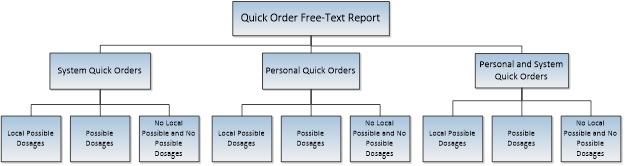 Quick Order Free-Text Report
System Quick Orders
Personal Quick Orders
Personal and System
Quick Orders
Local Possible
Dosages
Possible
Dosages
No Local
Possible and No
Possible
Dosages
Local Possible
Dosages
Possible
Dosages
No Local
Possible and No
Possible
Dosages
Local Possible
Dosages
Possible
Dosages
No Local
Possible and No
Possible
Dosages